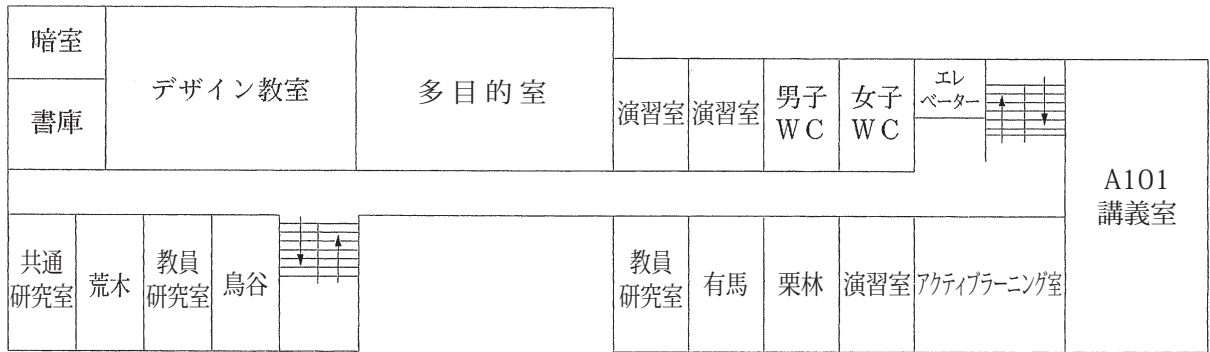 暗室
書庫
デザイン教室
多目的室
演習室
演習室
男子
WC
女子
WC
エレ
ベーター
A101
講義室
共通
研究室
荒木
教員
研究室
鳥谷
教員
研究室
有馬
栗林
演習室
アクティブラーニング室